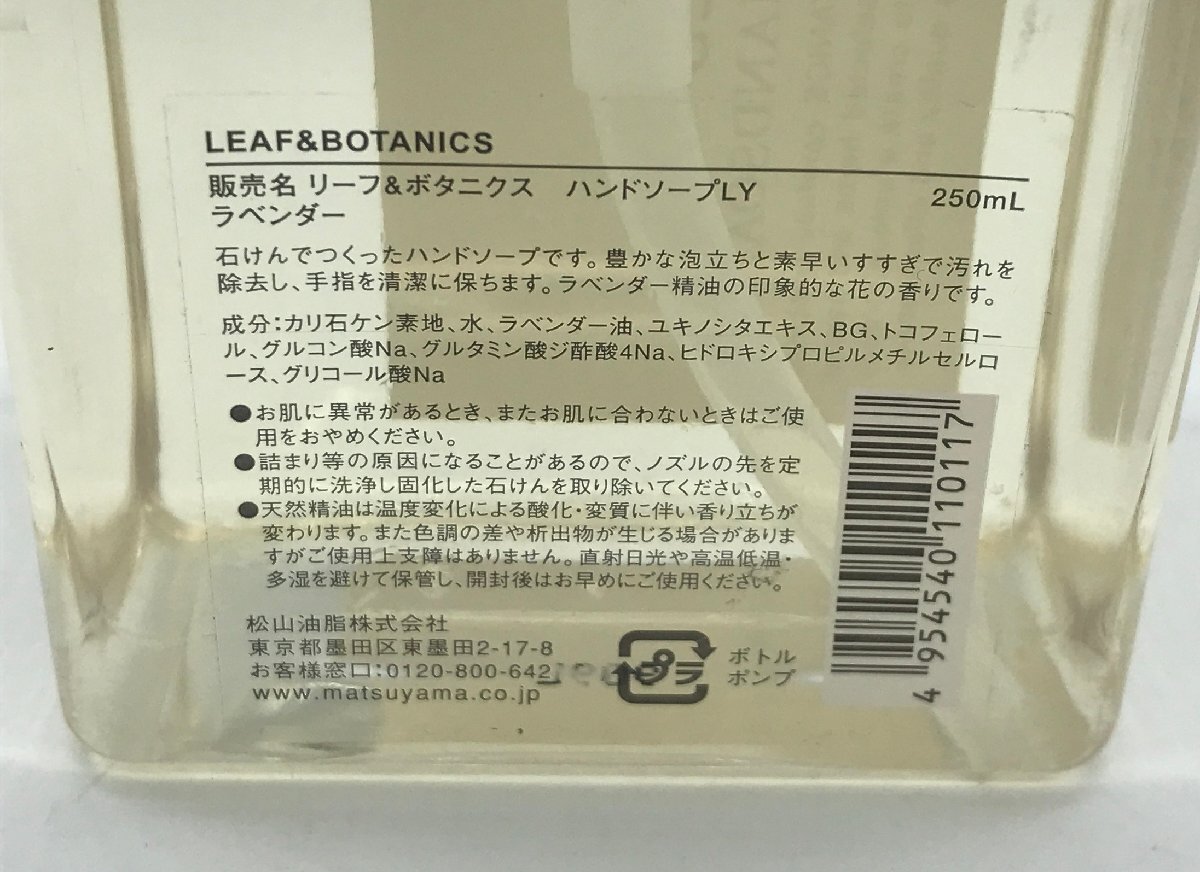 LEAF&BOTANICS
販売名 リーフ&ボタニクス ハンドソープLY 250mL
ラベンダー
石けんでつくったハンドソープです。豊かな泡立ちと素早いすすぎで汚れを
除去し、手指を清潔に保ちます。ラベンダー精油の印象的な花の香りです。
成分:カリ石ケン素地、水、ラベンダー油、ユキノシタエキス、BG、トコフェロー
ル、グルコン酸Na、グルタミン酸ジ酢酸4Na、ヒドロキシプロピルメチルセルロ
ース、グリコール酸Na
●お肌に異常があるとき、またお肌に合わないときはご使
用をおやめください。
●詰まり等の原因になることがあるので、ノズルの先を定
期的に洗浄し固化した石けんを取り除いてください。
●天然精油は温度変化による酸化・変質に伴い香り立ちが
変わります。また色調の差や析出物が生じる場合がありま
すがご使用上支障はありません。直射日光や高温低温・
多湿を避けて保管し、開封後はお早めにご使用ください。
松山油脂株式会社
東京都墨田区東墨田2-17-8
お客様窓口:0120-800-642
www.matsuyama.co.jp
プラ
ボトル
ポンプ
4 954540 110117